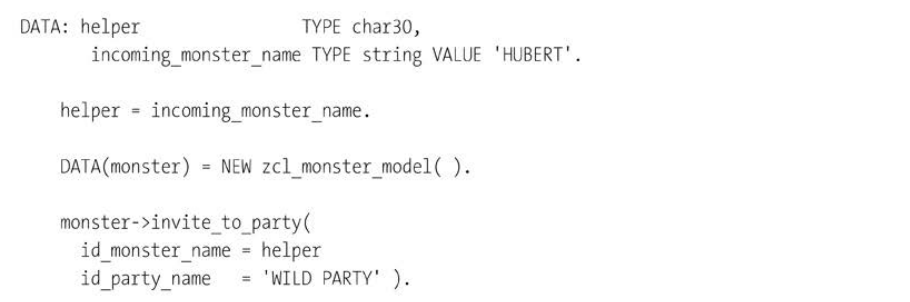 DATA: helper                TYPE char30,
       incoming_monster_name TYPE string VALUE 'HUBERT'.
    helper = incoming_monster_name.
    DATA(monster) = NEW zcl_monster_model( ).
    monster->invite_to_party(
      id_monster_name = helper
      id_party_name   = 'WILD PARTY' ).